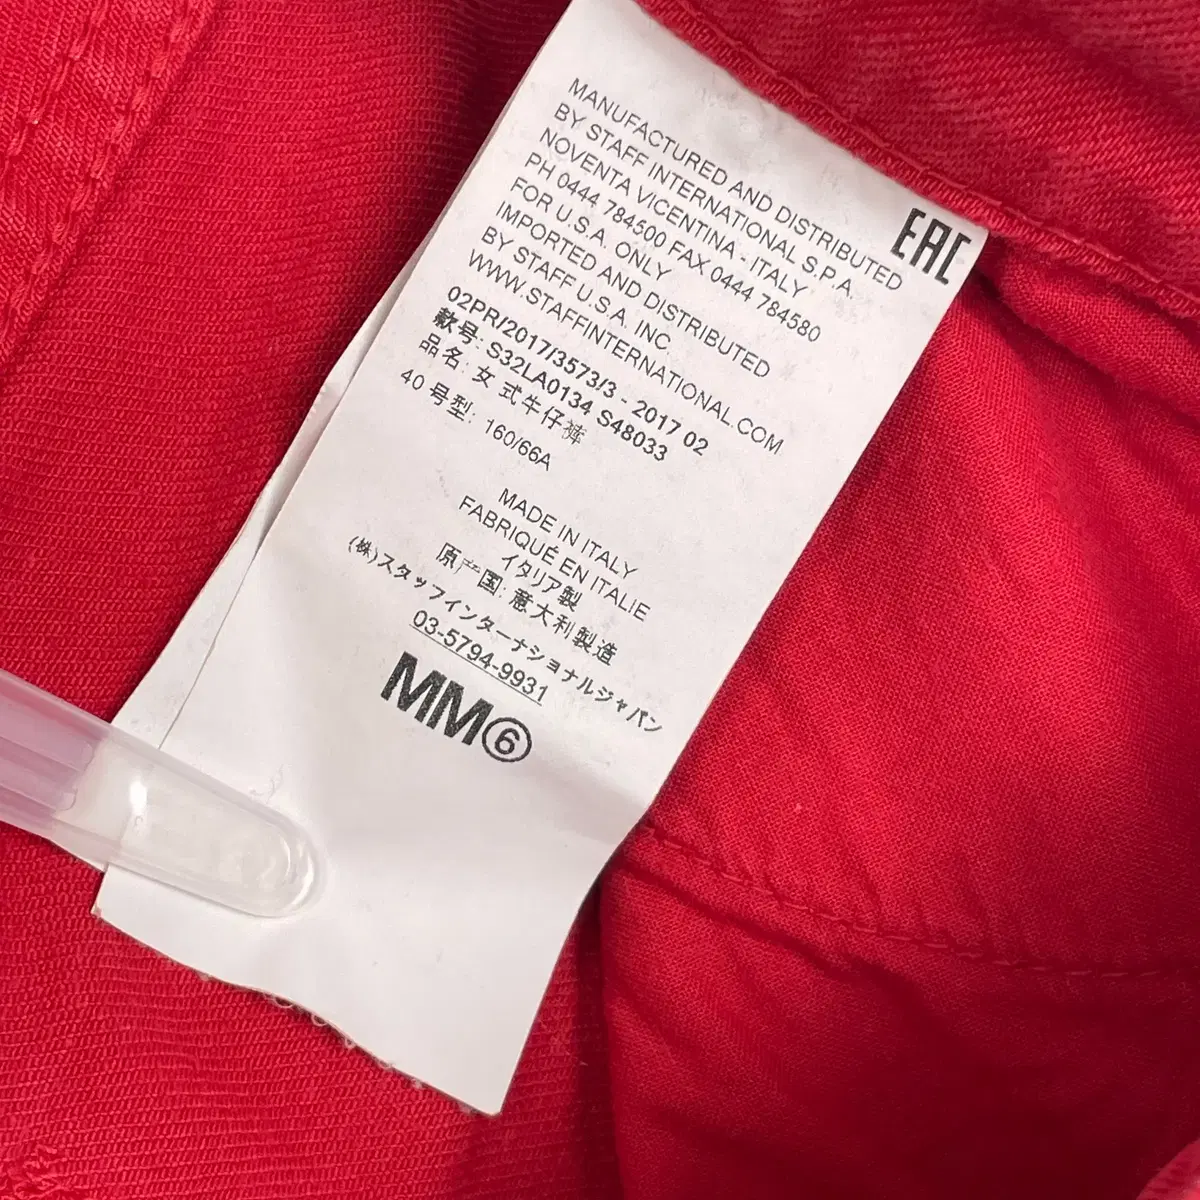 MANUFACTURED AND DISTRIBUTED
BY STAFF INTERNATIONAL S.P.A.
NOVENTA VICENTINA - ITALY
PH 0444 784500 FAX 0444 784580
FOR U.S.A. ONLY
IMPORTED AND DISTRIBUTED
BY STAFF U.S.A. INC
WWW.STAFFINTERNATIONAL.COM
EAC
02PR/2017/3573/3 - 2017 02
款号: S32LA0134 S48033
品名: 女 式牛仔裤
40 号型: 160/66A
MADE IN ITALY
FABRIQUÉ EN ITALIE
イタリア製
原产国: 意大利製造
(株)スタッフインターナショナルジャパン
03-5794-9931
MM⑥